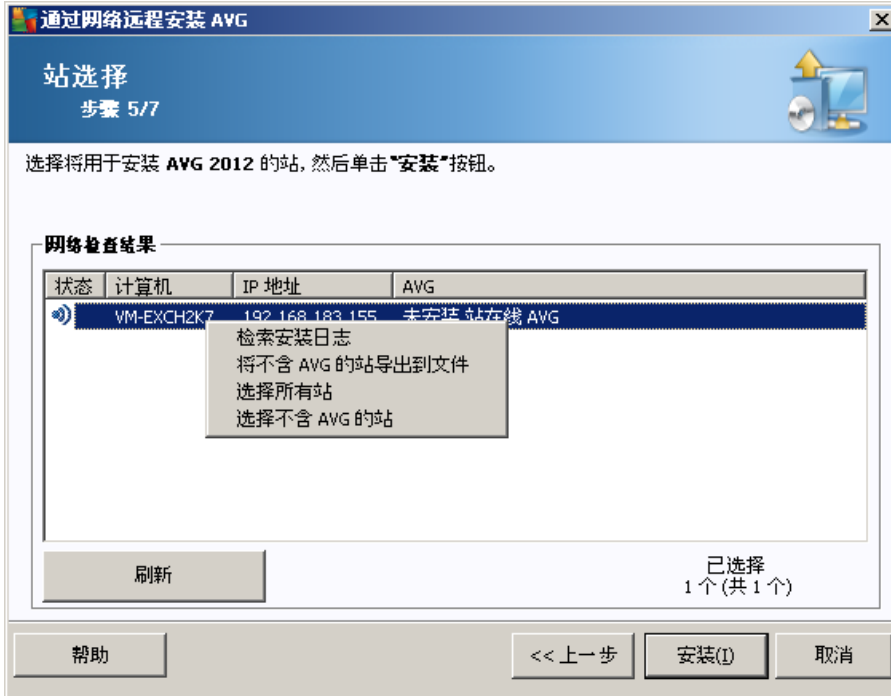 通过网络远程安装 AVG
站选择
步骤 5/7
选择将用于安装 AVG 2012 的站, 然后单击"安装"按钮。
网络检查结果
状态 计算机 IP 地址 AVG
VM-EXCH2K7 192.168.183.155 未安装 站在线 AVG
检索安装日志
将不含 AVG 的站导出到文件
选择所有站
选择不含 AVG 的站
刷新
已选择
1 个 (共 1 个)
帮助 << 上一步 安装(I) 取消